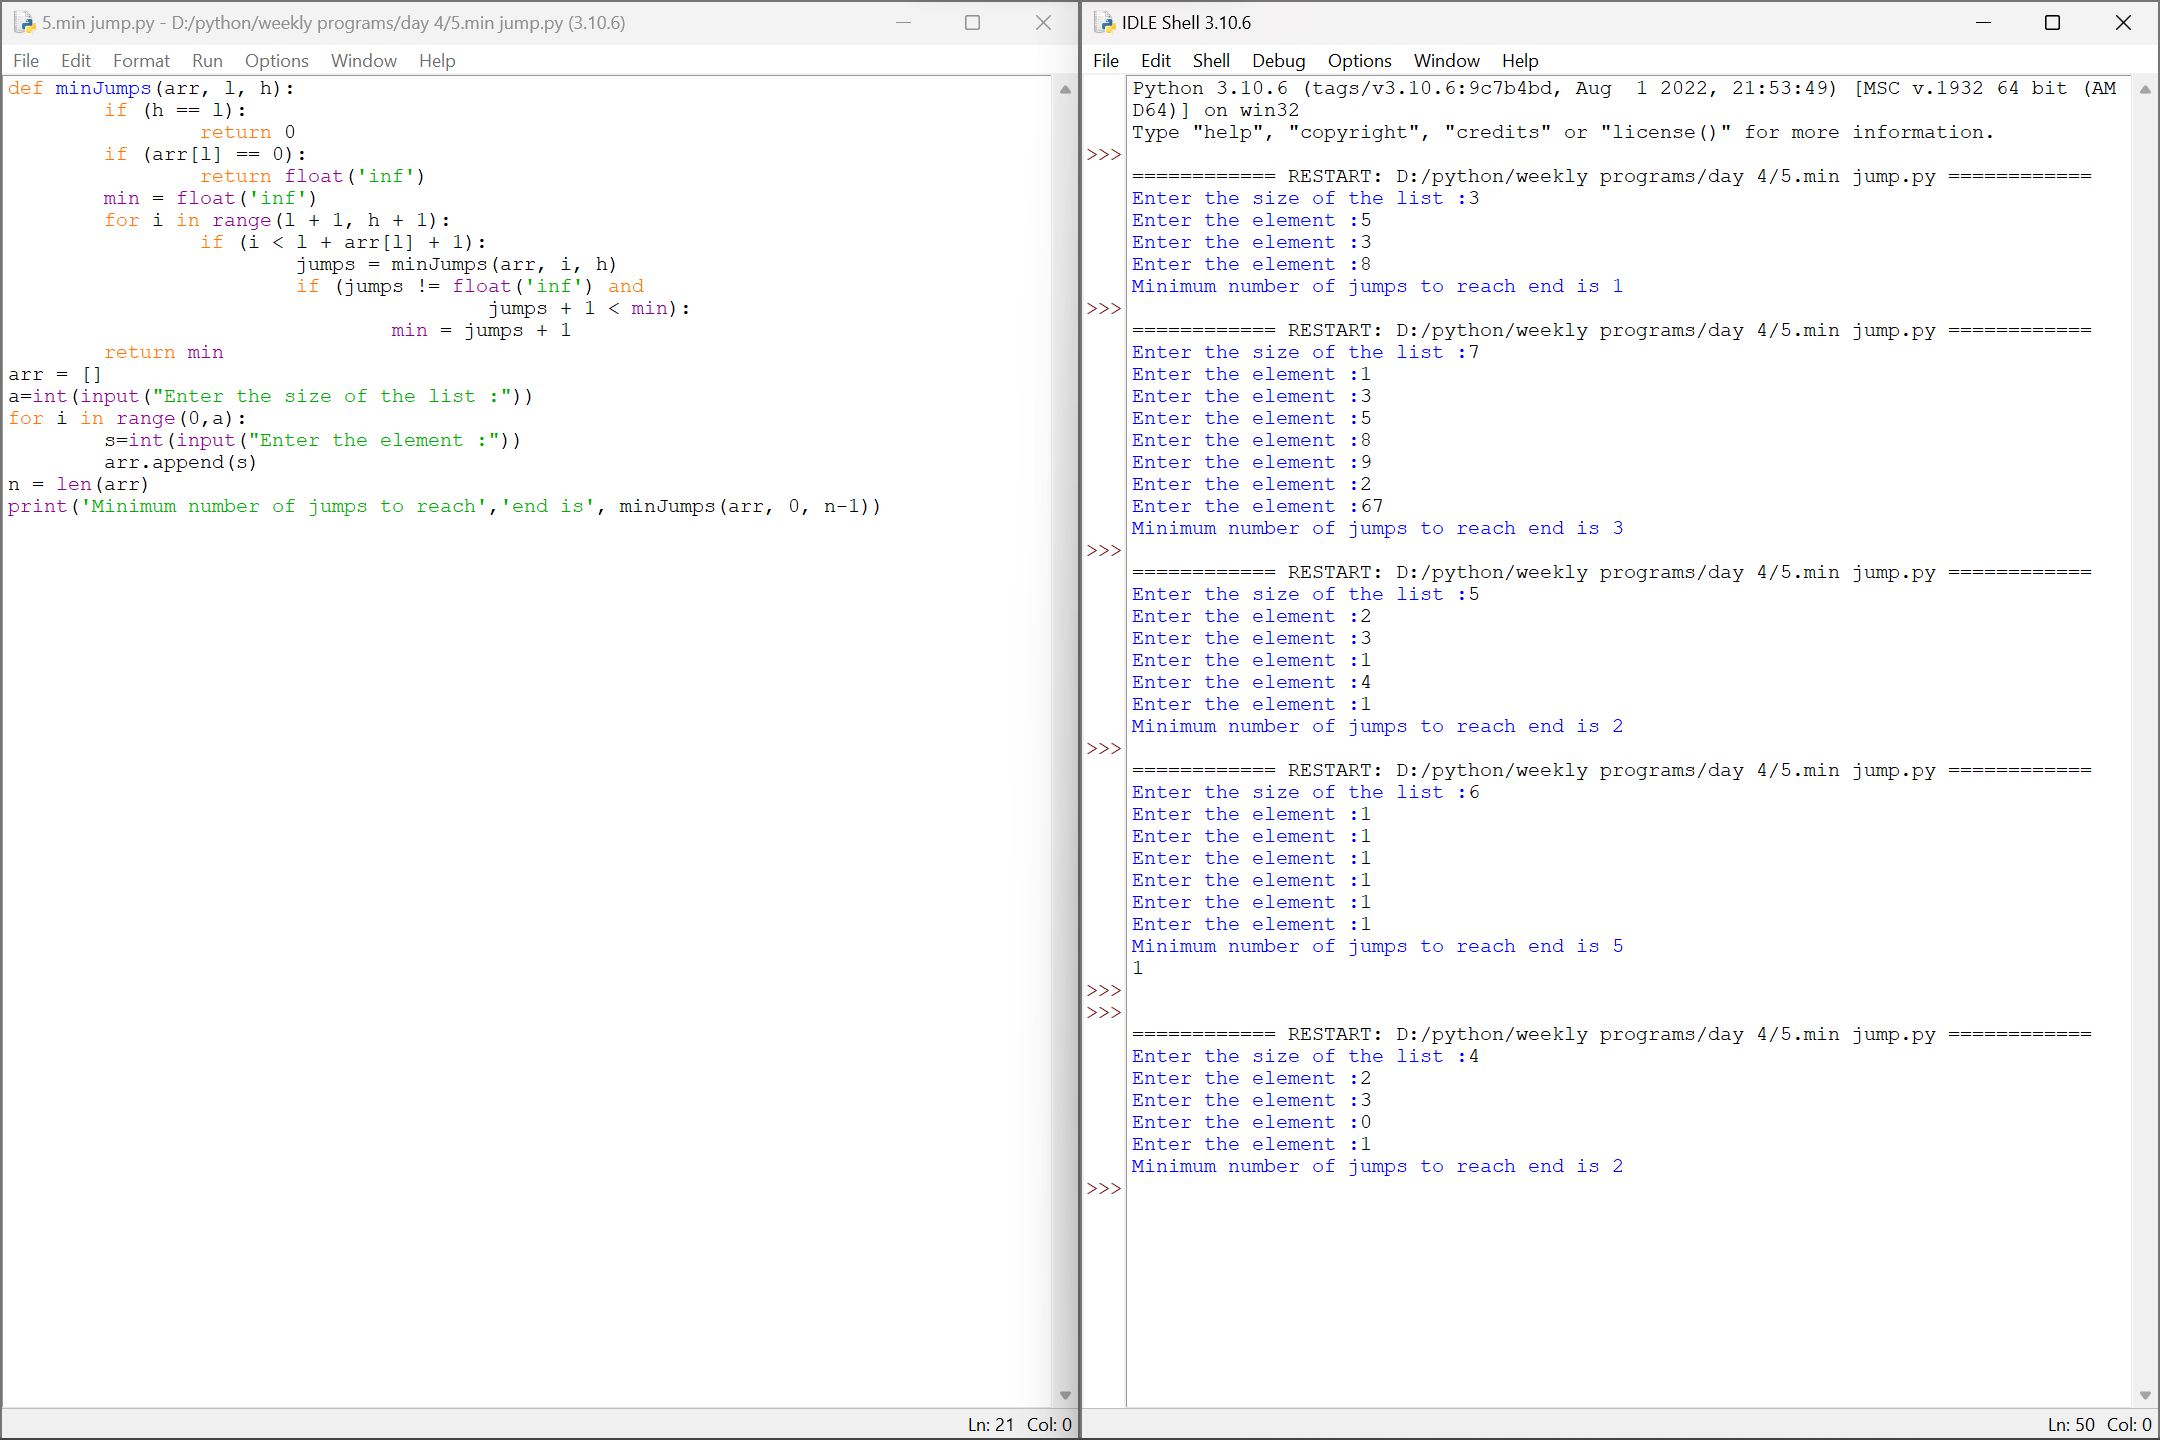 5.min jump.py - D:/python/weekly programs/day 4/5.min jump.py (3.10.6)
File Edit Format Run Options Window Help
def minJumps(arr, l, h):
        if (h == l):
                return 0
        if (arr[l] == 0):
                return float('inf')
        min = float('inf')
        for i in range(l + 1, h + 1):
                if (i < l + arr[l] + 1):
                        jumps = minJumps(arr, i, h)
                        if (jumps != float('inf') and
                                        jumps + 1 < min):
                                min = jumps + 1
        return min
arr = []
a=int(input("Enter the size of the list :"))
for i in range(0,a):
        s=int(input("Enter the element :"))
        arr.append(s)
n = len(arr)
print('Minimum number of jumps to reach','end is', minJumps(arr, 0, n-1))
Ln: 21 Col: 0
IDLE Shell 3.10.6
File Edit Shell Debug Options Window Help
Python 3.10.6 (tags/v3.10.6:9c7b4bd, Aug  1 2022, 21:53:49) [MSC v.1932 64 bit (AM
D64)] on win32
Type "help", "copyright", "credits" or "license()" for more information.
>>>
============ RESTART: D:/python/weekly programs/day 4/5.min jump.py ============
Enter the size of the list :3
Enter the element :5
Enter the element :3
Enter the element :8
Minimum number of jumps to reach end is 1
>>>
============ RESTART: D:/python/weekly programs/day 4/5.min jump.py ============
Enter the size of the list :7
Enter the element :1
Enter the element :3
Enter the element :5
Enter the element :8
Enter the element :9
Enter the element :2
Enter the element :67
Minimum number of jumps to reach end is 3
>>>
============ RESTART: D:/python/weekly programs/day 4/5.min jump.py ============
Enter the size of the list :5
Enter the element :2
Enter the element :3
Enter the element :1
Enter the element :4
Enter the element :1
Minimum number of jumps to reach end is 2
>>>
============ RESTART: D:/python/weekly programs/day 4/5.min jump.py ============
Enter the size of the list :6
Enter the element :1
Enter the element :1
Enter the element :1
Enter the element :1
Enter the element :1
Enter the element :1
Minimum number of jumps to reach end is 5
1
>>>
>>>
============ RESTART: D:/python/weekly programs/day 4/5.min jump.py ============
Enter the size of the list :4
Enter the element :2
Enter the element :3
Enter the element :0
Enter the element :1
Minimum number of jumps to reach end is 2
>>>
Ln: 50 Col: 0